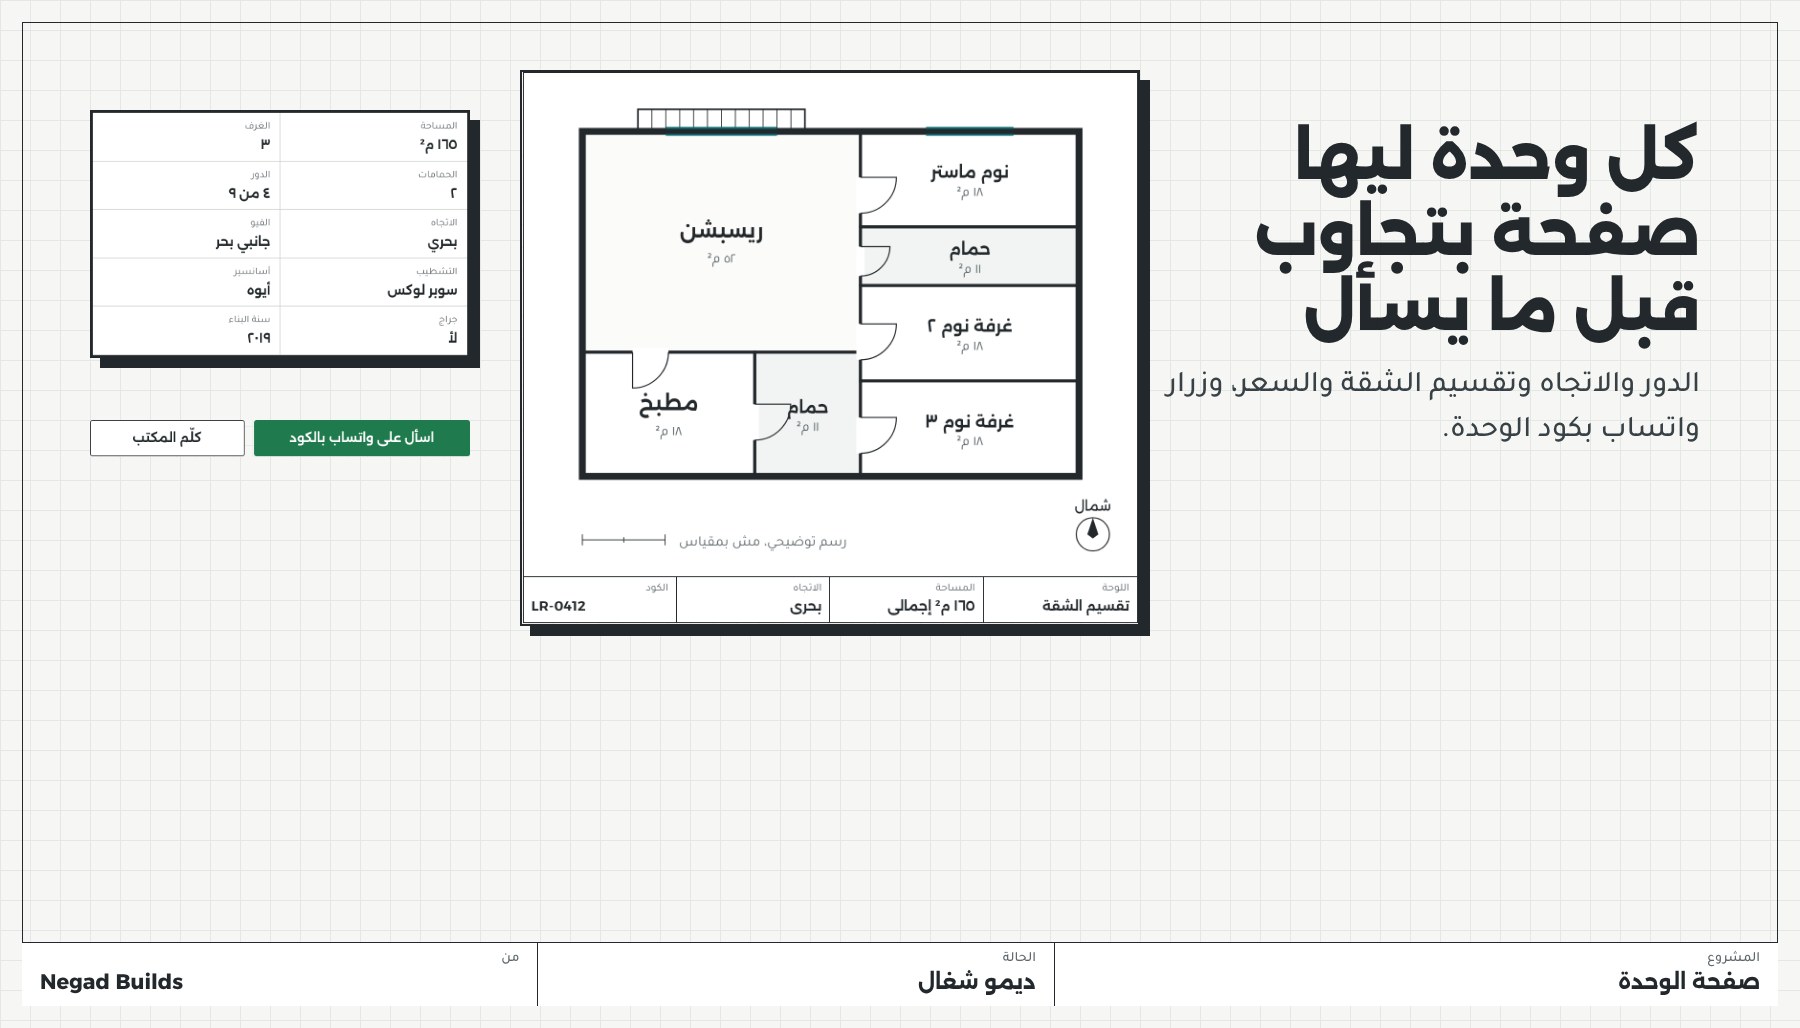 كل وحدة ليها
صفحة بتجاوب
قبل ما يسأل
الدور والاتجاه وتقسيم الشقة والسعر، وزرار
واتساب بكود الوحدة.
نوم ماستر
١٨ م²
ريسبشن
٥٢ م²
حمام
١١ م²
غرفة نوم ٢
١٨ م²
مطبخ
١٨ م²
حمام
١١ م²
غرفة نوم ٣
١٨ م²
شمال
رسم توضيحي، مش بمقياس
اللوحة
تقسيم الشقة
المساحة
١٦٥ م² إجمالي
الاتجاه
بحري
الكود
LR-0412
المساحة
١٦٥ م²
الغرف
٣
الحمامات
٢
الدور
٤ من ٩
الاتجاه
بحري
الفيو
جانبي بحر
التشطيب
سوبر لوكس
أسانسير
أيوه
جراج
لأ
سنة البناء
٢٠١٩
اسأل على واتساب بالكود
كلّم المكتب
المشروع
صفحة الوحدة
الحالة
ديمو شغال
من
Negad Builds